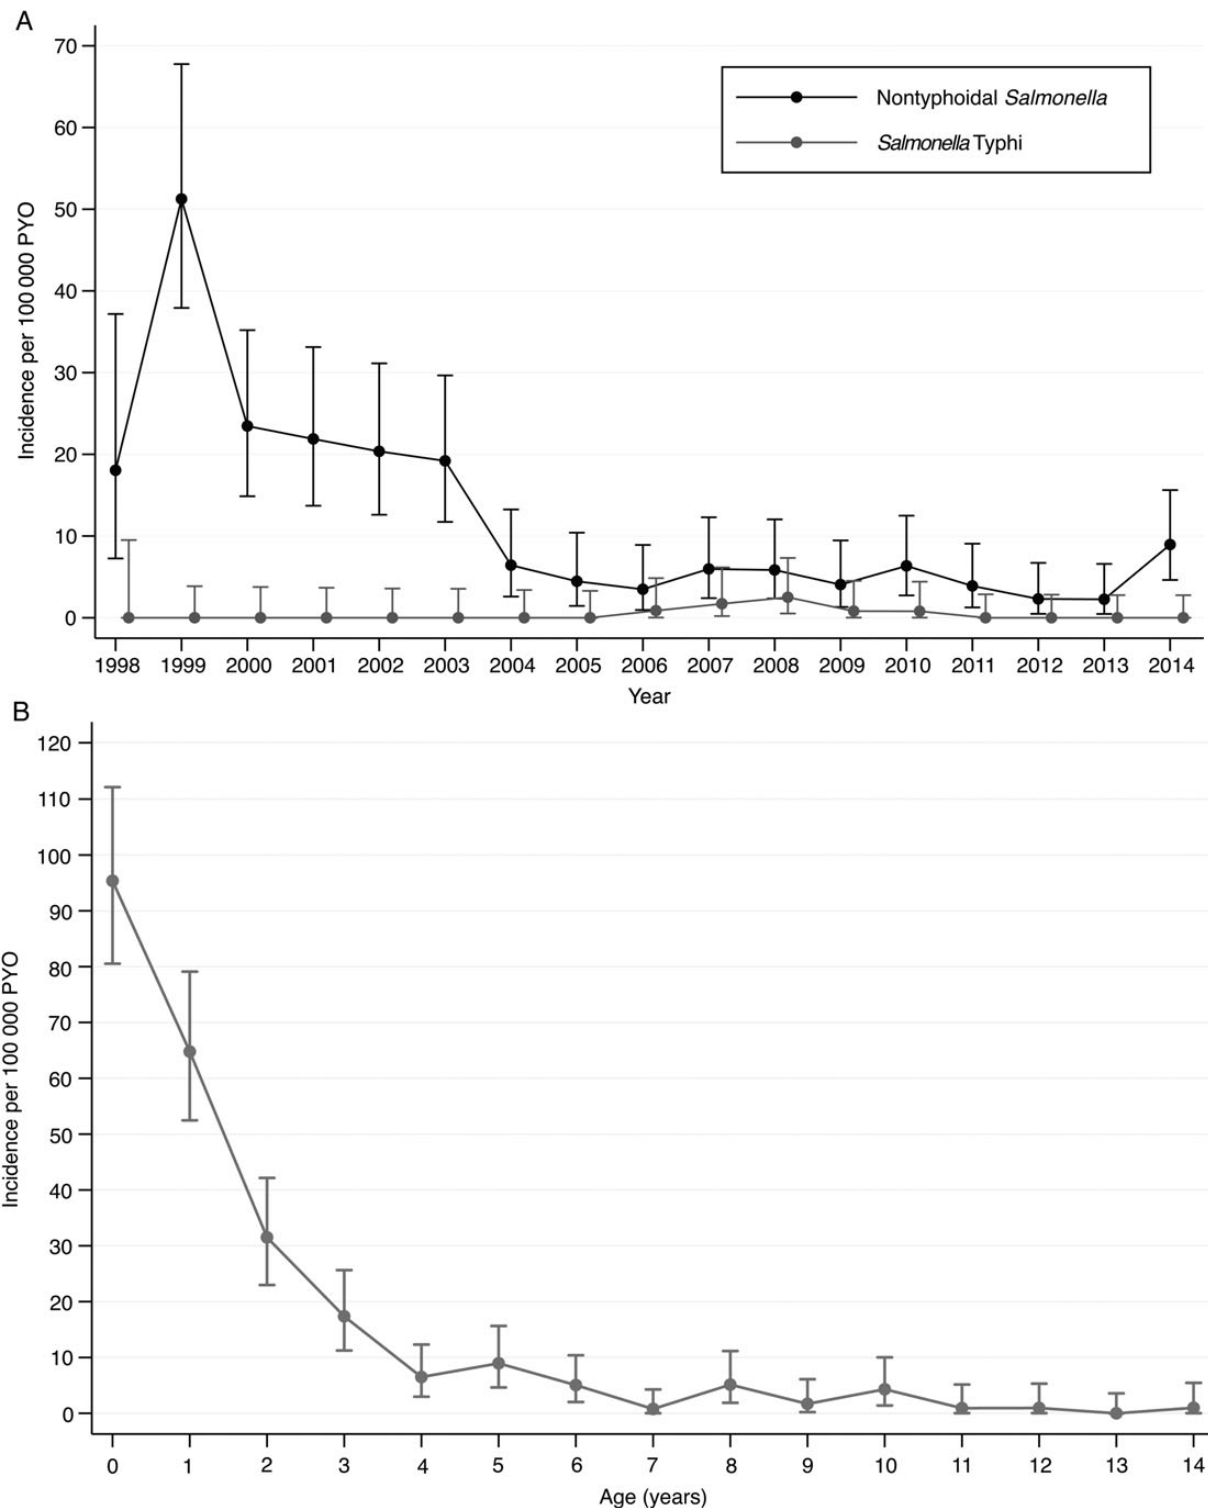 A
70
60
50
40
30
20
10
0
Incidence per 100 000 PYO
Nontyphoidal Salmonella
Salmonella Typhi
1998 1999 2000 2001 2002 2003 2004 2005 2006 2007 2008 2009 2010 2011 2012 2013 2014
Year
B
120
110
100
90
80
70
60
50
40
30
20
10
0
Incidence per 100 000 PYO
0 1 2 3 4 5 6 7 8 9 10 11 12 13 14
Age (years)